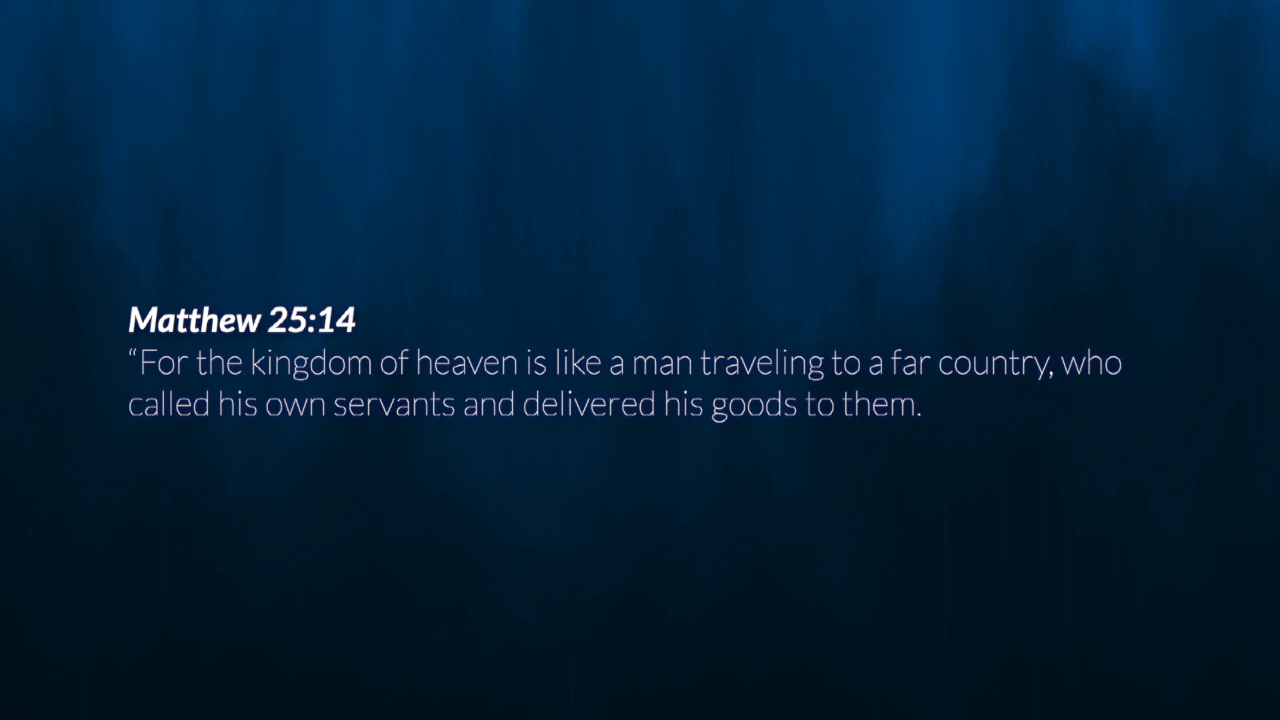 Matthew 25:14
“For the kingdom of heaven is like a man traveling to a far country, who
called his own servants and delivered his goods to them.